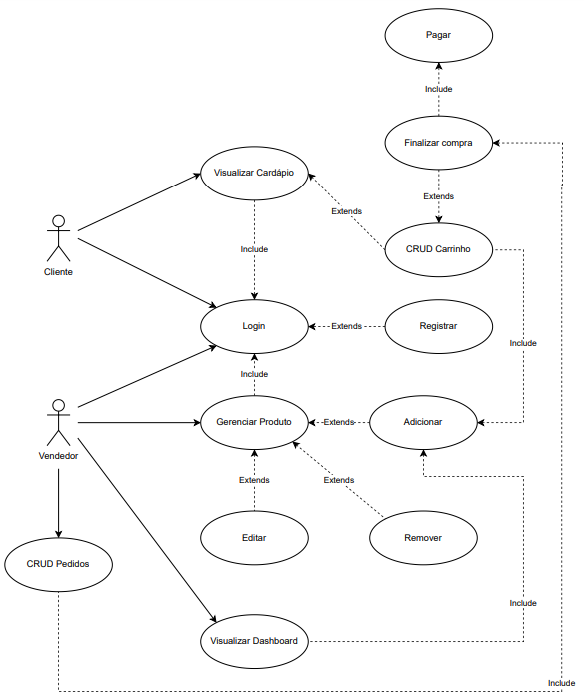 Pagar
Include
Finalizar compra
Visualizar Cardápio
Extends
Extends
Cliente
Include
CRUD Carrinho
Login
Extends
Registrar
Include
Include
Vendedor
Gerenciar Produto
Extends
Adicionar
Extends
Extends
Editar
Remover
CRUD Pedidos
Include
Visualizar Dashboard
Include